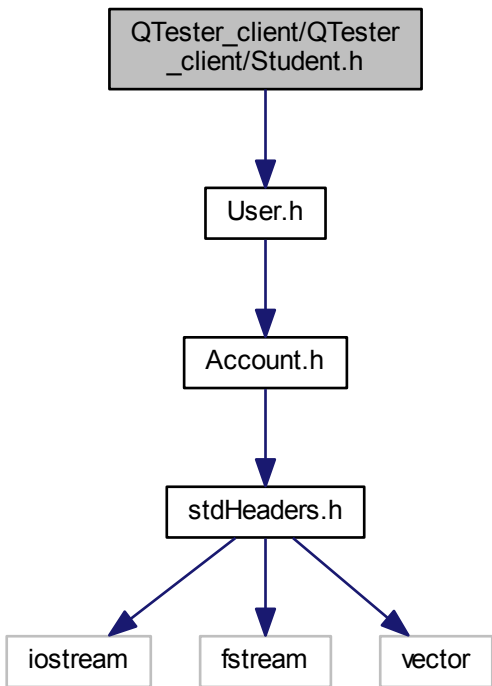 QTester_client/QTester
_client/Student.h
User.h
Account.h
stdHeaders.h
iostream
fstream
vector